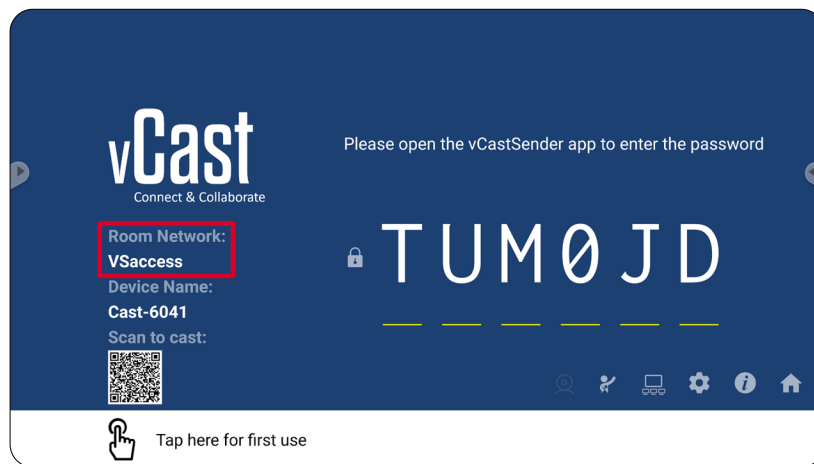 vCast
Connect & Collaborate
Please open the vCastSender app to enter the password
Room Network:
VSaccess
TUM0JD
Device Name:
Cast-6041
Scan to cast:
Tap here for first use